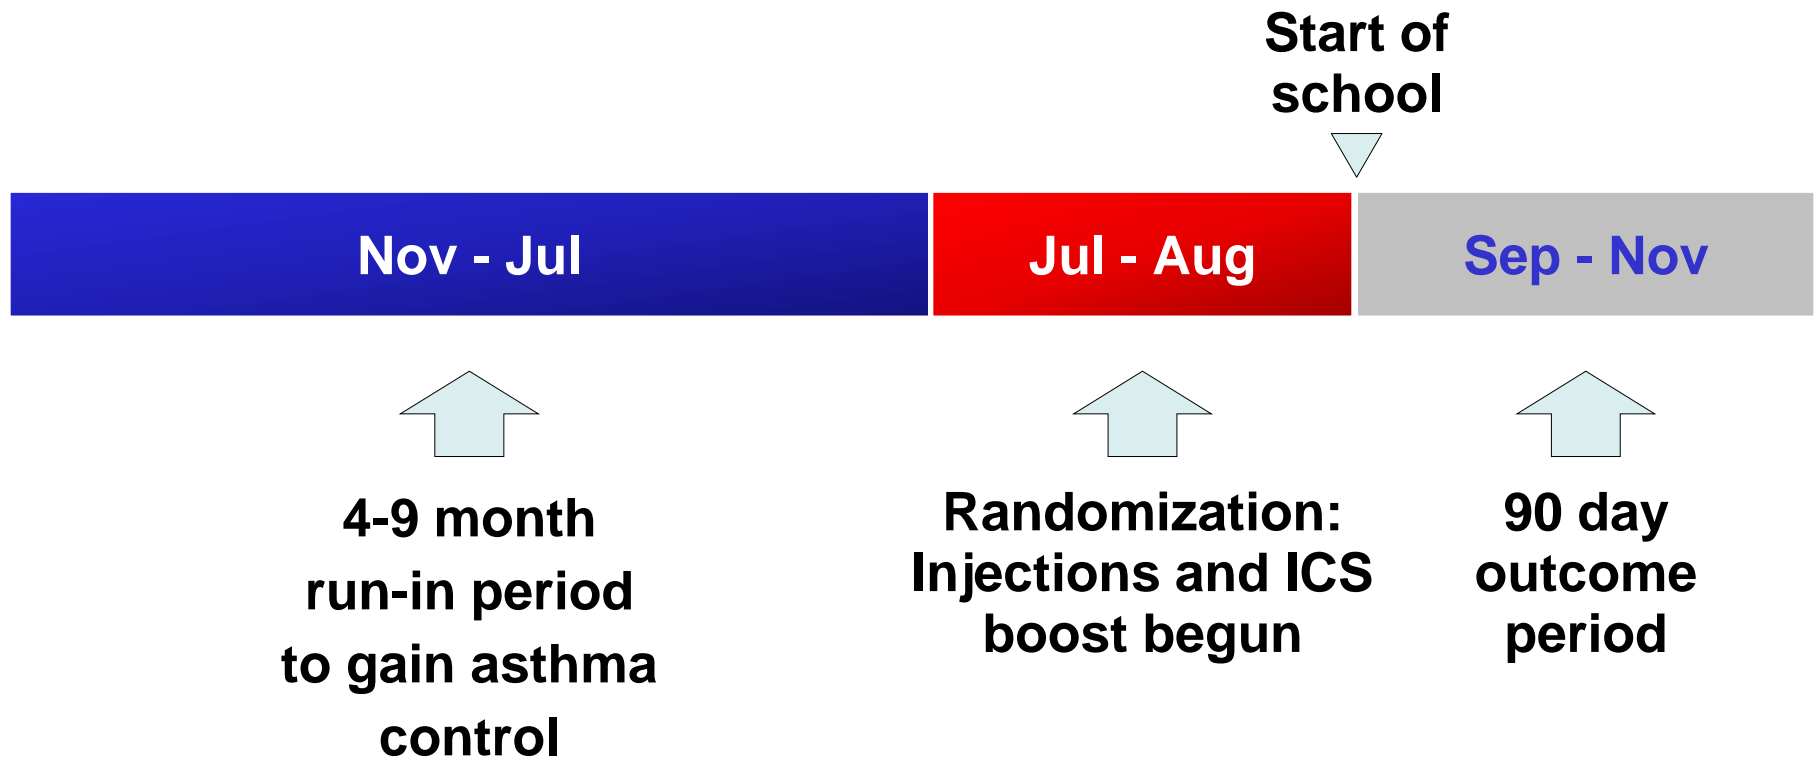 Start of
school
Nov - Jul
Jul - Aug
Sep - Nov
4-9 month
run-in period
to gain asthma
control
Randomization:
Injections and ICS
boost begun
90 day
outcome
period